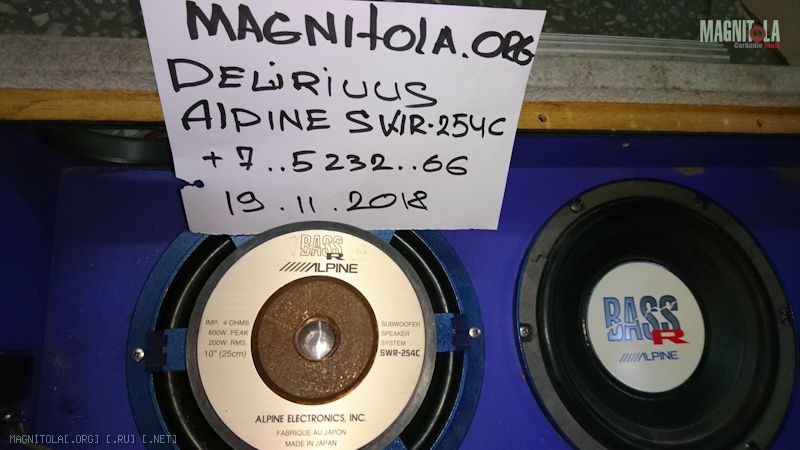 MAGNITOLA.ORG
DELIRIUUS
AlPINE SWR-254C
+7..5232..66
19.11.2018
MAGNITOLA
CarAudio Forum
BASS
R
ALPINE
IMP. 4 OHMS
600W PEAK
200W RMS.
10" (25cm)
SUBWOOFER
SPEAKER
SYSTEM
SWR-254C
ALPINE ELECTRONICS, INC.
FABRIQUE AU JAPON
MADE IN JAPAN
BASS
R
ALPINE
MAGNITOLA[.ORG] [.RU] [.NET]